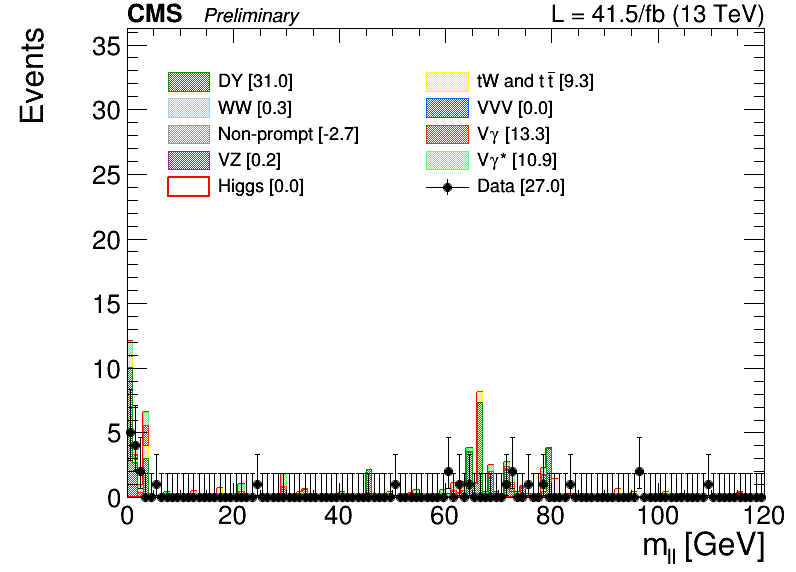 CMS Preliminary L = 41.5/fb (13 TeV)
Events
35
30
25
20
15
10
5
0
DY [31.0]
WW [0.3]
Non-prompt [-2.7]
VZ [0.2]
Higgs [0.0]
tW and t t̅ [9.3]
VVV [0.0]
Vγ [13.3]
Vγ* [10.9]
Data [27.0]
0 20 40 60 80 100 120
m_ll [GeV]